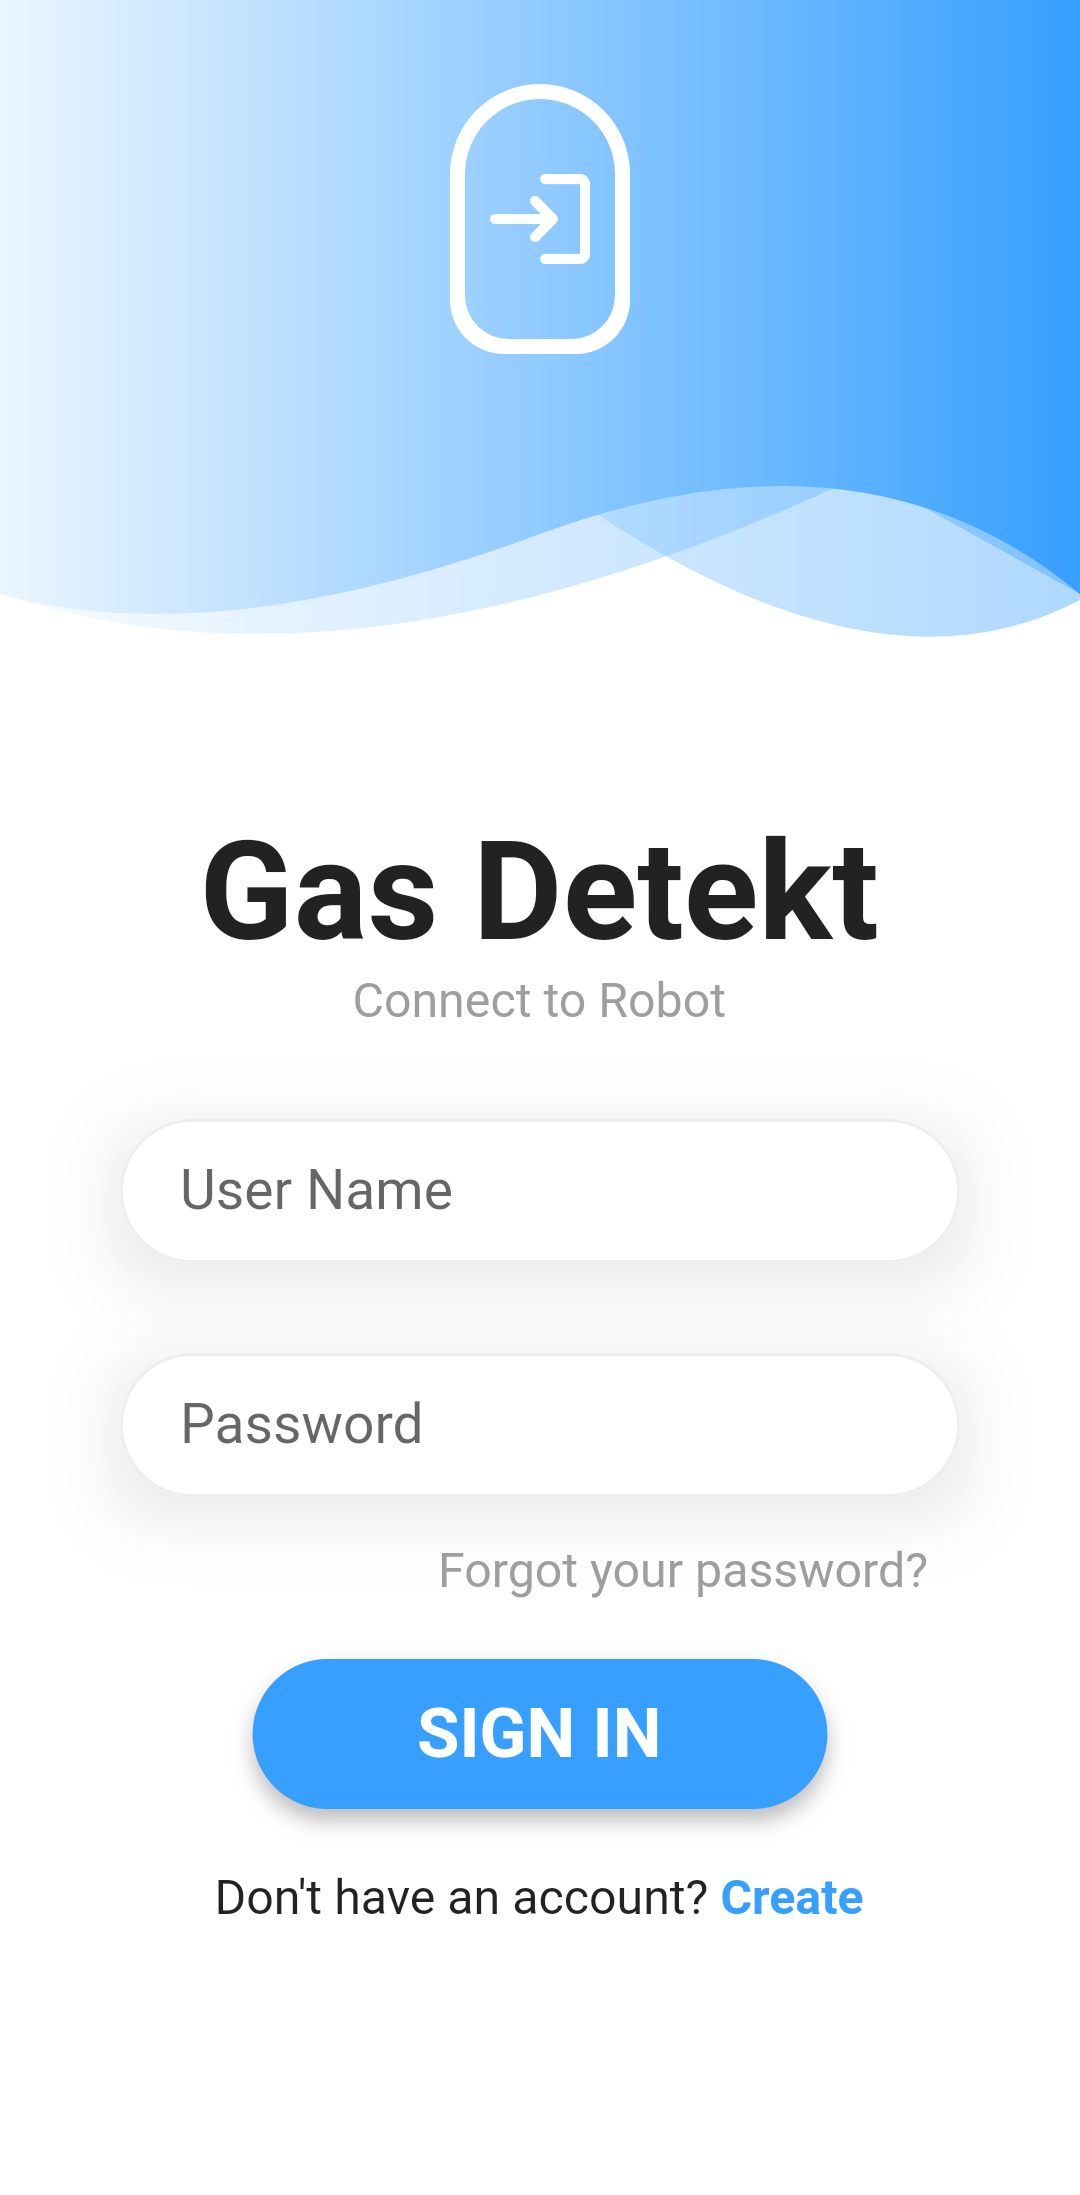 Gas Detekt
Connect to Robot
User Name
Password
Forgot your password?
SIGN IN
Don't have an account? Create